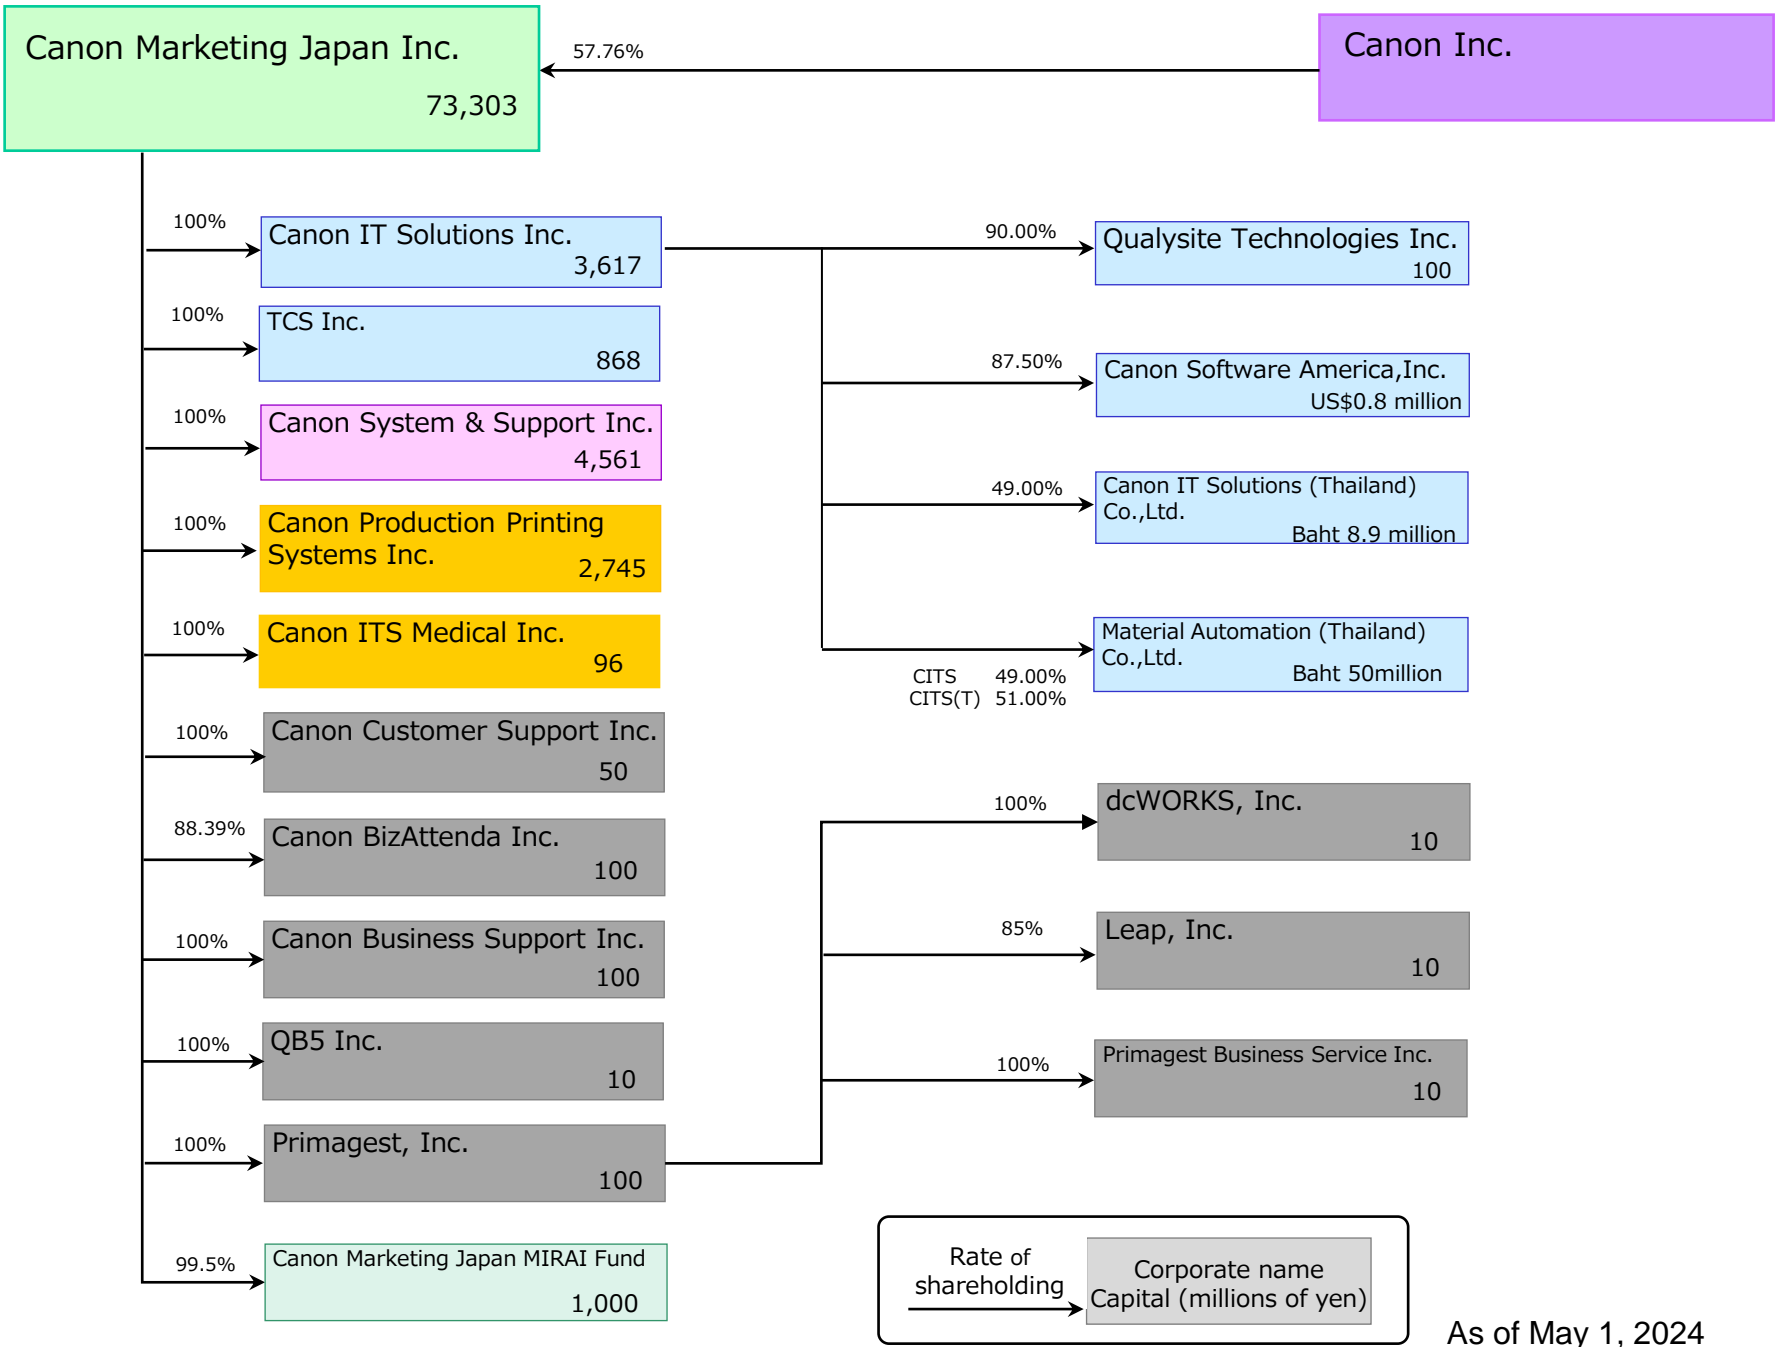 Canon Marketing Japan Inc.
73,303
57.76%
Canon Inc.
100%
Canon IT Solutions Inc.
3,617
90.00%
Qualysite Technologies Inc.
100
100%
TCS Inc.
868
87.50%
Canon Software America,Inc.
US$0.8 million
100%
Canon System & Support Inc.
4,561
49.00%
Canon IT Solutions (Thailand)
Co.,Ltd.
Baht 8.9 million
100%
Canon Production Printing
Systems Inc.
2,745
100%
Canon ITS Medical Inc.
96
Material Automation (Thailand)
Co.,Ltd.
Baht 50million
CITS 49.00%
CITS(T) 51.00%
100%
Canon Customer Support Inc.
50
88.39%
Canon BizAttenda Inc.
100
100%
dcWORKS, Inc.
10
100%
Canon Business Support Inc.
100
85%
Leap, Inc.
10
100%
QB5 Inc.
10
100%
Primagest Business Service Inc.
10
100%
Primagest, Inc.
100
99.5%
Canon Marketing Japan MIRAI Fund
1,000
Rate of
shareholding
Corporate name
Capital (millions of yen)
As of May 1, 2024